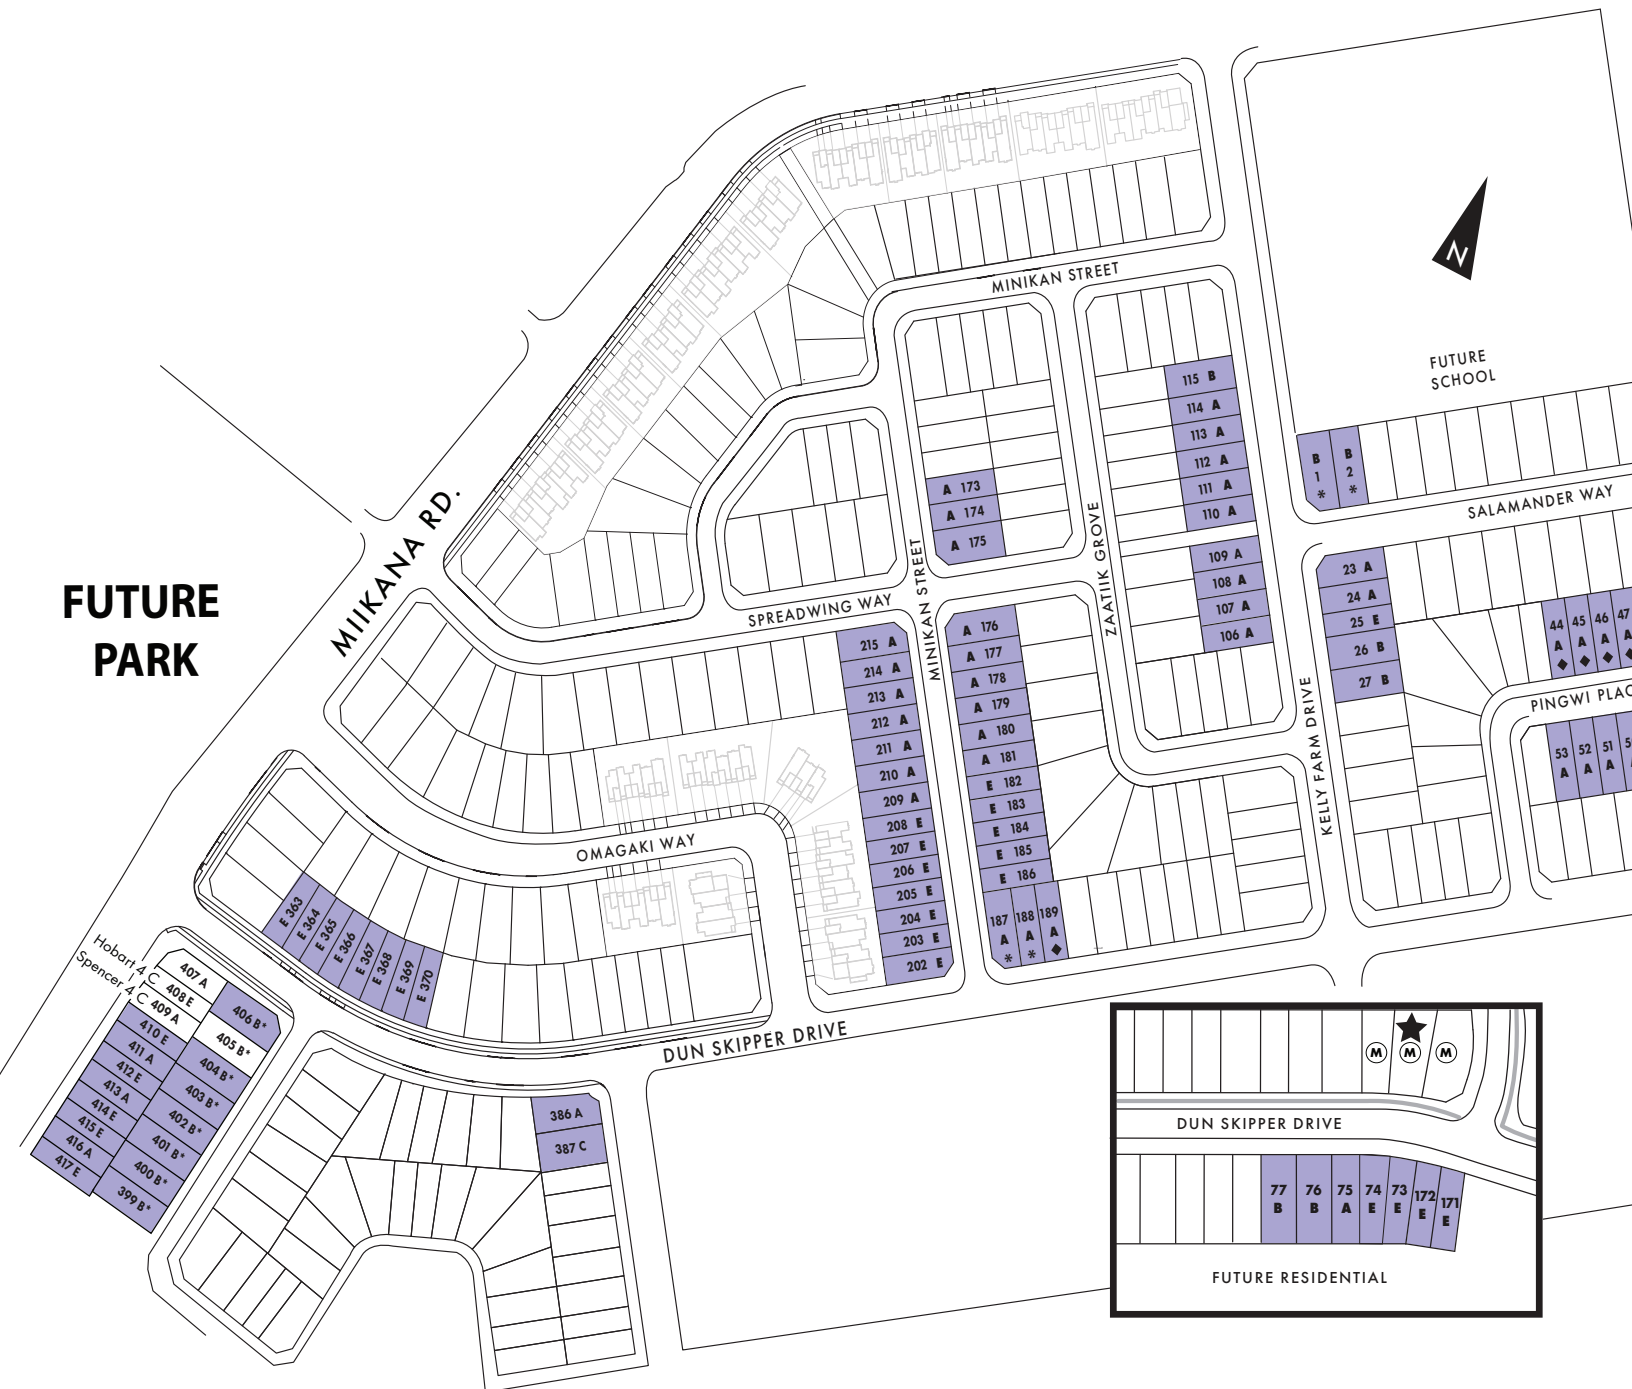 MINIKAN STREET
N
FUTURE
SCHOOL
115 B
114 A
113 A
112 A
111 A
110 A
109 A
108 A
107 A
106 A
B
1
*
B
2
*
SALAMANDER WAY
A 173
A 174
A 175
MIIKANA RD.
FUTURE
PARK
MINIKAN STREET
ZAATIIK GROVE
SPREADWING WAY
23 A
24 A
25 E
26 B
27 B
44
A
◆
45
A
◆
46
A
◆
47
A
◆
PINGWI PLAC
53
A
52
A
51
A
KELLY FARM DRIVE
215 A
214 A
213 A
212 A
211 A
210 A
209 A
208 E
207 E
206 E
205 E
204 E
203 E
202 E
A 176
A 177
A 178
A 179
A 180
A 181
E 182
E 183
E 184
E 185
E 186
187
A
*
188
A
*
189
A
◆
OMAGAKI WAY
E 363
E 364
E 365
E 366
E 367
E 368
E 369
E 370
DUN SKIPPER DRIVE
Hobart 4 C
Spencer 4 C
407 A
408 E
409 A
410 E
411 A
412 E
413 A
414 E
415 E
416 A
417 E
406 B*
405 B*
404 B*
403 B*
402 B*
401 B*
400 B*
399 B*
386 A
387 C
M M M
DUN SKIPPER DRIVE
77
B
76
B
75
A
74
E
73
E
172
E
171
E
FUTURE RESIDENTIAL